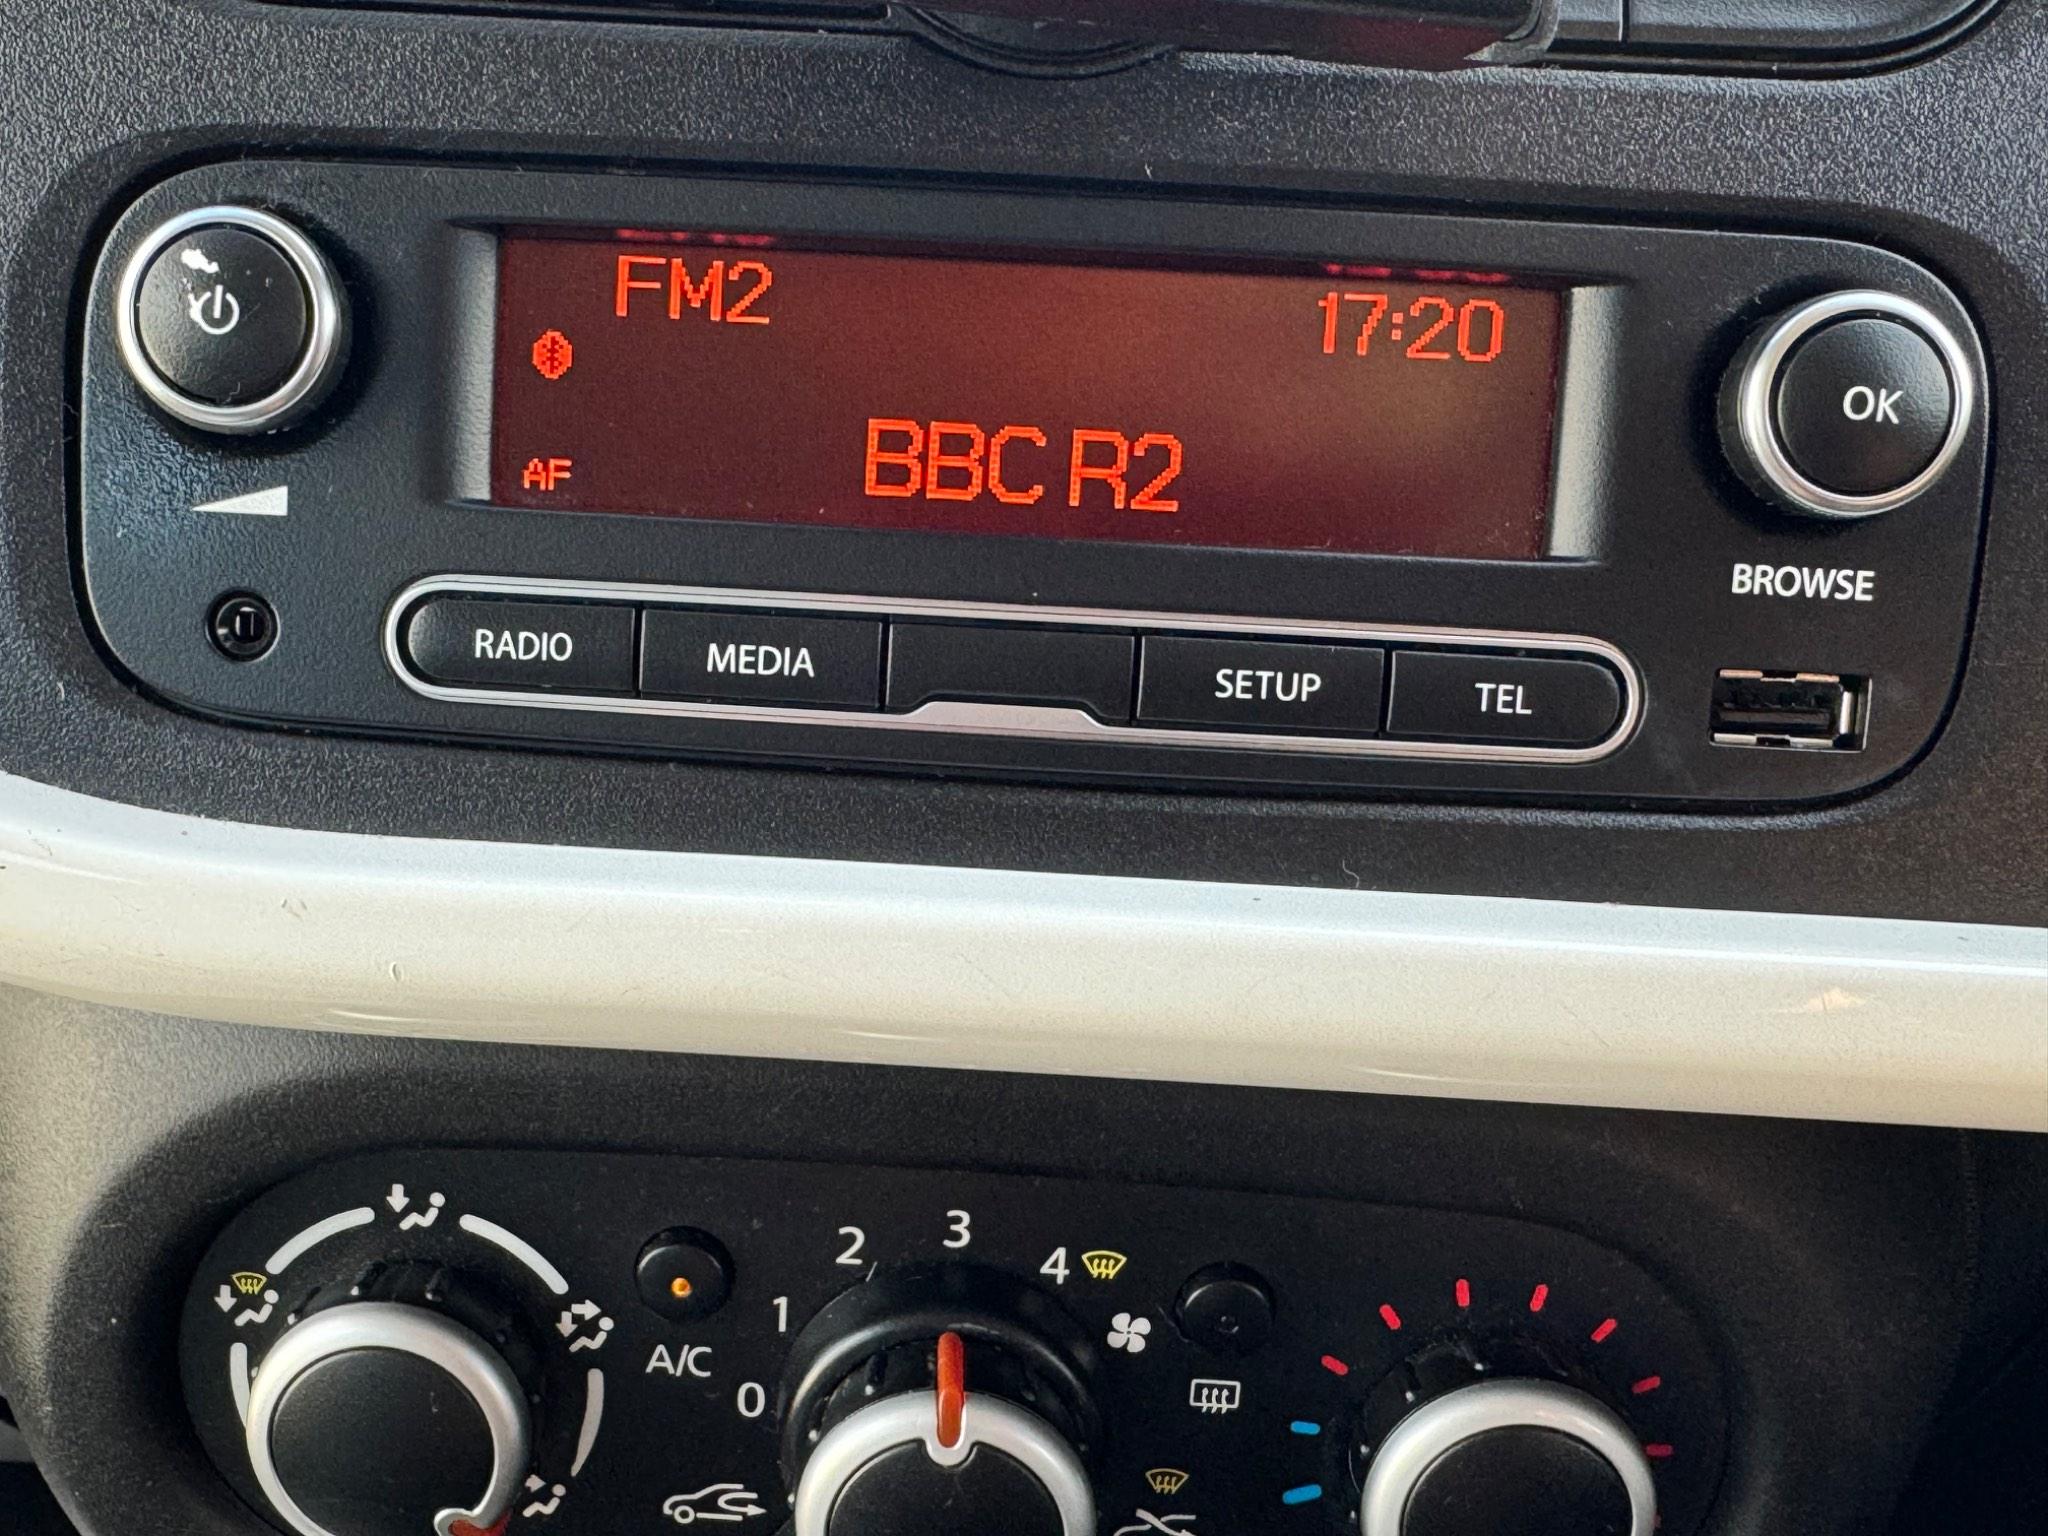 FM2 17:20
AF BBC R2
OK
BROWSE
RADIO MEDIA SETUP TEL
0 1 2 3 4
A/C